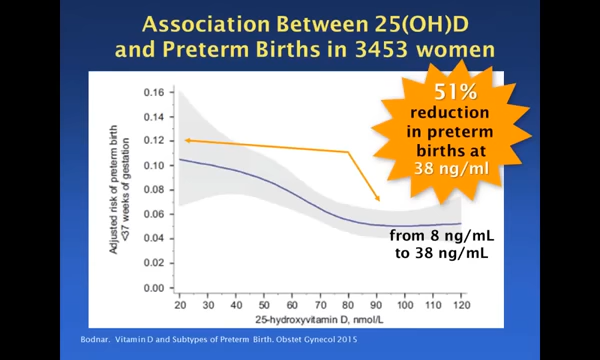 Association Between 25(OH)D
and Preterm Births in 3453 women
51%
reduction
in preterm
births at
38 ng/ml
Adjusted risk of preterm birth
<37 weeks of gestation
0.16
0.14
0.12
0.10
0.08
0.06
0.04
0.02
0.00
from 8 ng/mL
to 38 ng/mL
20 30 40 50 60 70 80 90 100 110 120
25-hydroxyvitamin D, nmol/L
Bodnar. Vitamin D and Subtypes of Preterm Birth. Obstet Gynecol 2015